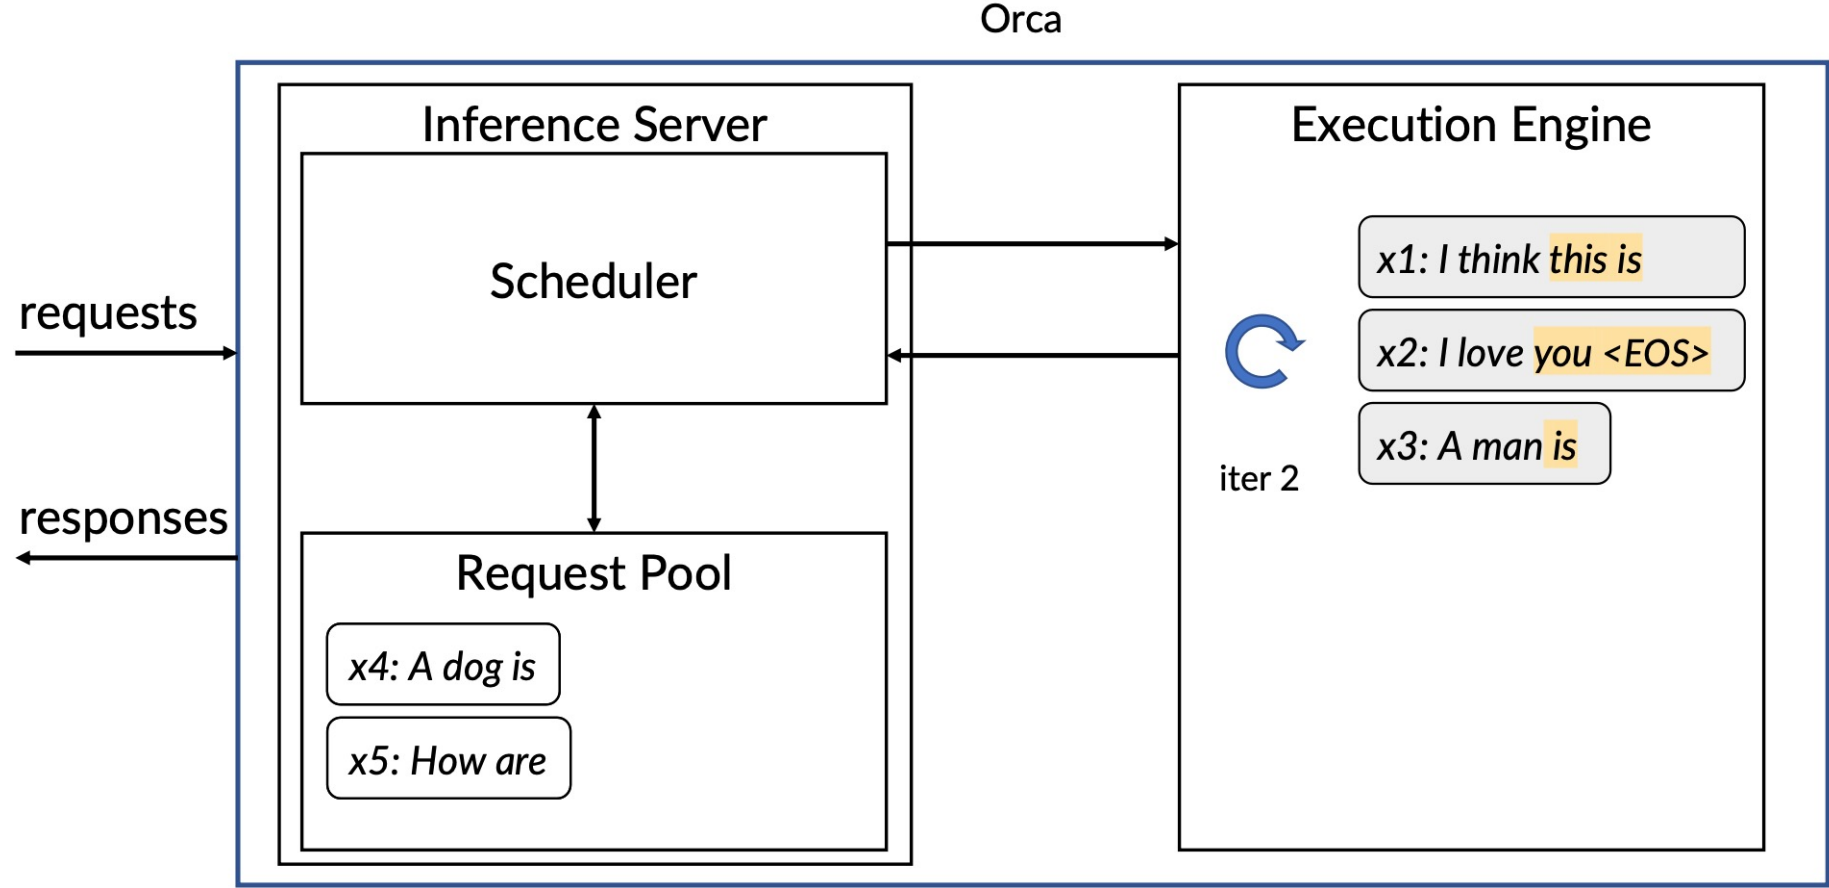 Orca
Inference Server
Scheduler
requests
responses
Request Pool
x4: A dog is
x5: How are
Execution Engine
x1: I think this is
x2: I love you <EOS>
x3: A man is
iter 2